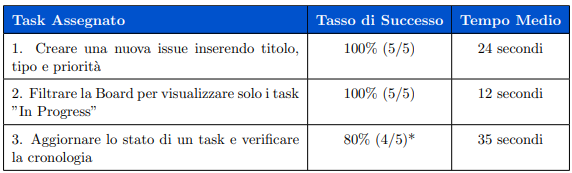 Task Assegnato Tasso di Successo Tempo Medio
1. Creare una nuova issue inserendo titolo, 100% (5/5) 24 secondi
tipo e priorità
2. Filtrare la Board per visualizzare solo i task 100% (5/5) 12 secondi
"In Progress"
3. Aggiornare lo stato di un task e verificare 80% (4/5)* 35 secondi
la cronologia